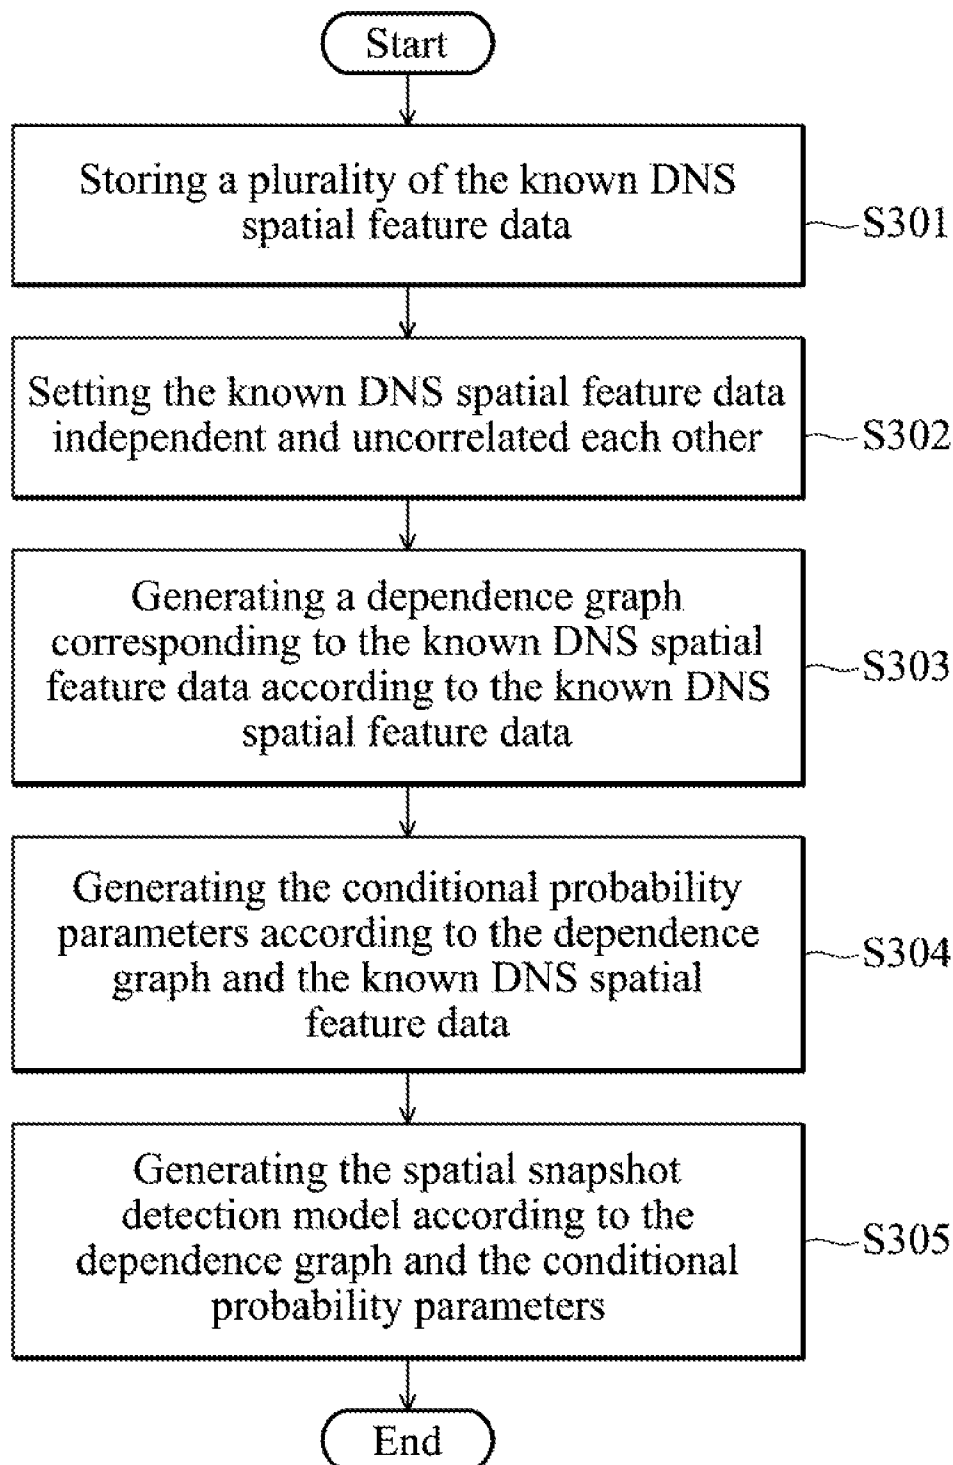 Start
Storing a plurality of the known DNS
spatial feature data
S301
Setting the known DNS spatial feature data
independent and uncorrelated each other
S302
Generating a dependence graph
corresponding to the known DNS spatial
feature data according to the known DNS
spatial feature data
S303
Generating the conditional probability
parameters according to the dependence
graph and the known DNS spatial
feature data
S304
Generating the spatial snapshot
detection model according to the
dependence graph and the conditional
probability parameters
S305
End